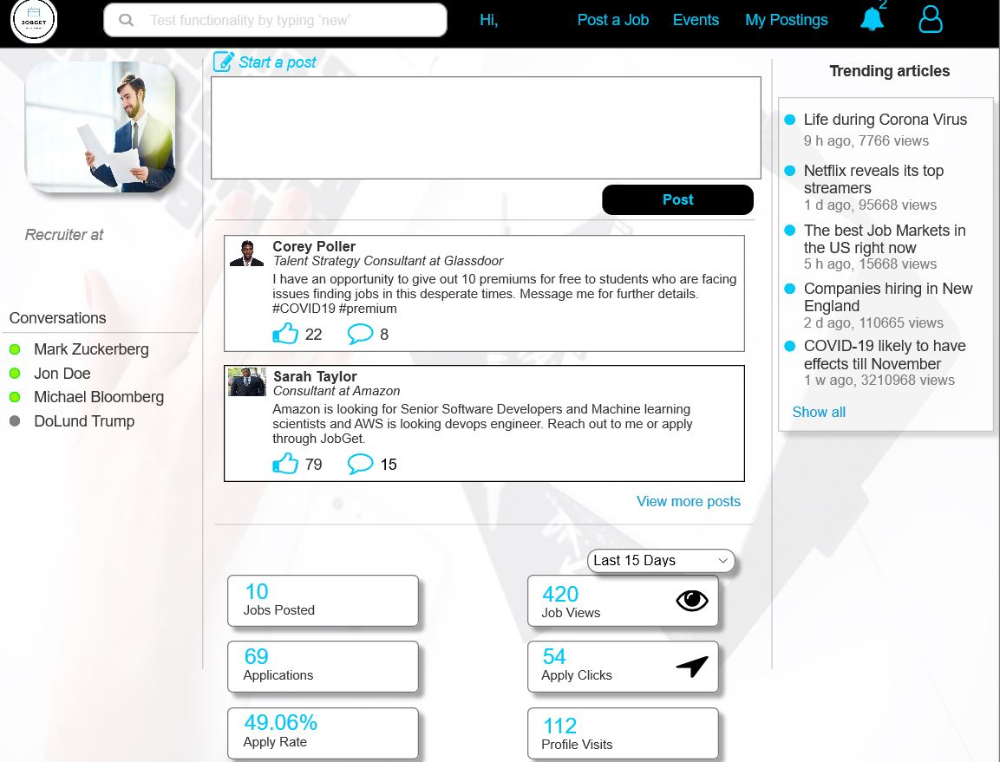 JOBGET
Test functionality by typing 'new'
Hi,
Post a Job
Events
My Postings
2
Recruiter at
Conversations
Mark Zuckerberg
Jon Doe
Michael Bloomberg
DoLund Trump
Start a post
Post
Corey Poller
Talent Strategy Consultant at Glassdoor
I have an opportunity to give out 10 premiums for free to students who are facing
issues finding jobs in this desperate times. Message me for further details.
#COVID19 #premium
22
8
Sarah Taylor
Consultant at Amazon
Amazon is looking for Senior Software Developers and Machine learning
scientists and AWS is looking devops engineer. Reach out to me or apply
through JobGet.
79
15
View more posts
Last 15 Days
10
Jobs Posted
420
Job Views
69
Applications
54
Apply Clicks
49.06%
Apply Rate
112
Profile Visits
Trending articles
Life during Corona Virus
9 h ago, 7766 views
Netflix reveals its top
streamers
1 d ago, 95668 views
The best Job Markets in
the US right now
5 h ago, 15668 views
Companies hiring in New
England
2 d ago, 110665 views
COVID-19 likely to have
effects till November
1 w ago, 3210968 views
Show all